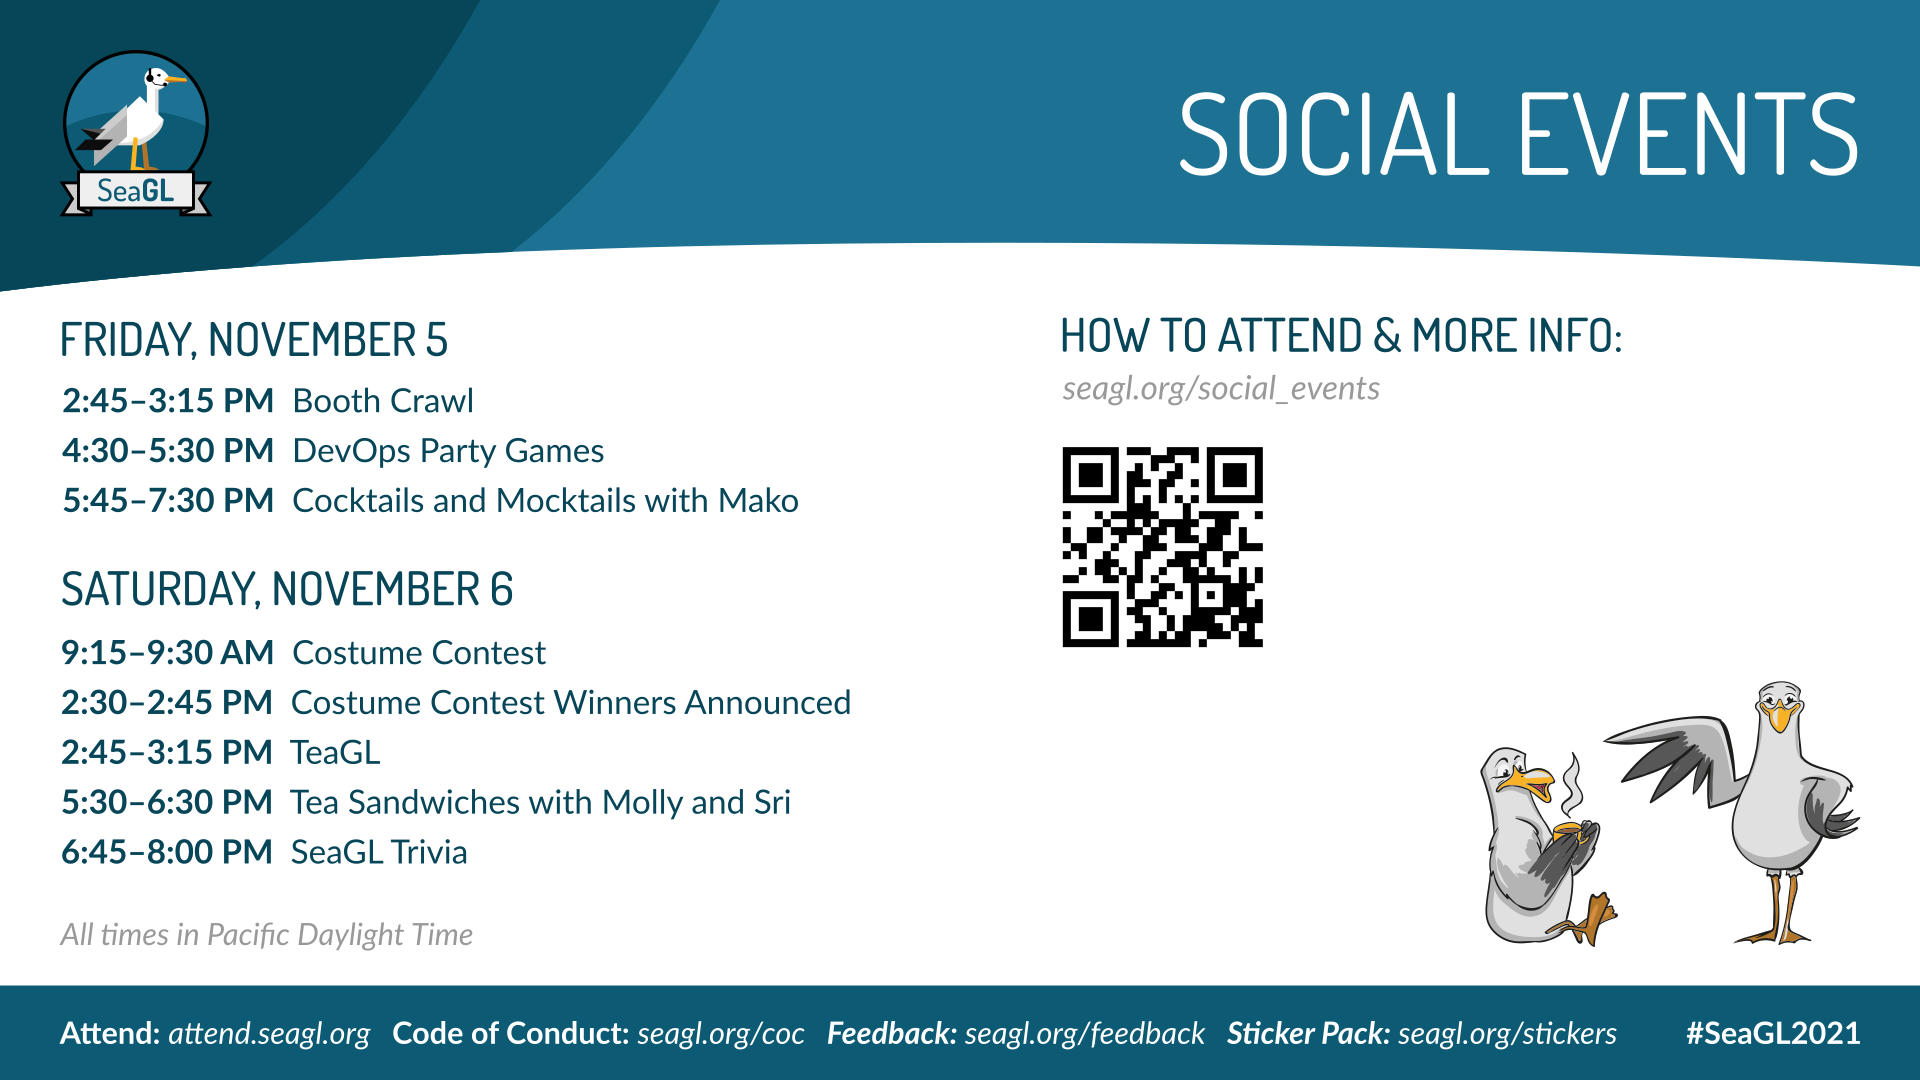 SeaGL
SOCIAL EVENTS
FRIDAY, NOVEMBER 5
2:45–3:15 PM Booth Crawl
4:30–5:30 PM DevOps Party Games
5:45–7:30 PM Cocktails and Mocktails with Mako
SATURDAY, NOVEMBER 6
9:15–9:30 AM Costume Contest
2:30–2:45 PM Costume Contest Winners Announced
2:45–3:15 PM TeaGL
5:30–6:30 PM Tea Sandwiches with Molly and Sri
6:45–8:00 PM SeaGL Trivia
All times in Pacific Daylight Time
HOW TO ATTEND & MORE INFO:
seagl.org/social_events
Attend: attend.seagl.org Code of Conduct: seagl.org/coc Feedback: seagl.org/feedback Sticker Pack: seagl.org/stickers #SeaGL2021